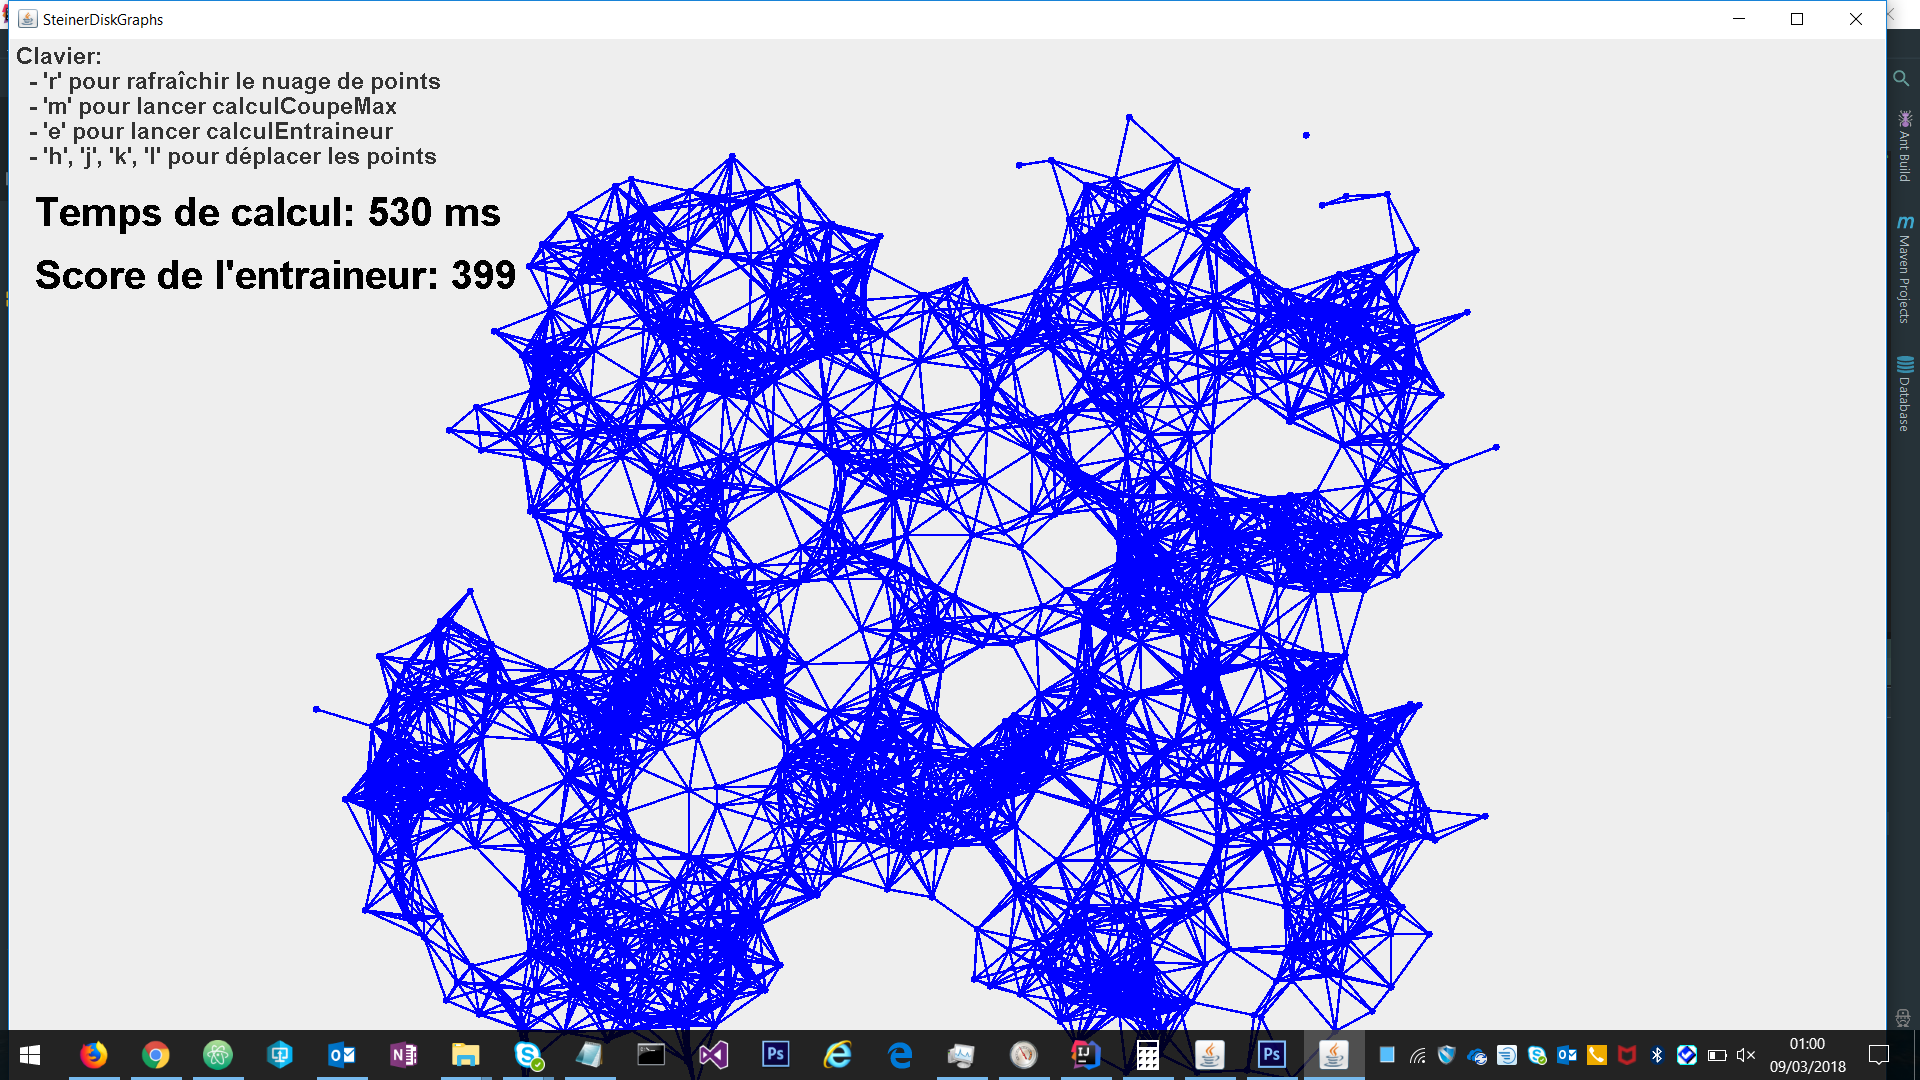 SteinerDiskGraphs
Clavier:
- 'r' pour rafraîchir le nuage de points
- 'm' pour lancer calculCoupeMax
- 'e' pour lancer calculEntraineur
- 'h', 'j', 'k', 'l' pour déplacer les points
Temps de calcul: 530 ms
Score de l'entraineur: 399
Ant Build
m Maven Projects
Database
01:00
09/03/2018